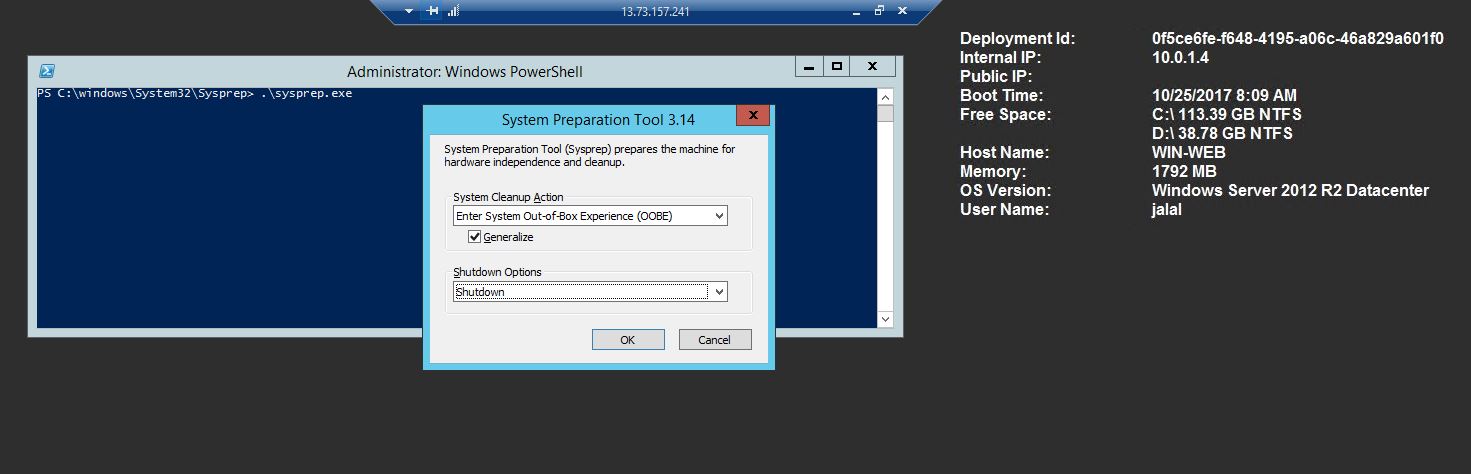 13.73.157.241
Administrator: Windows PowerShell
PS C:\windows\System32\Sysprep> .\sysprep.exe
System Preparation Tool 3.14
System Preparation Tool (Sysprep) prepares the machine for
hardware independence and cleanup.
System Cleanup Action
Enter System Out-of-Box Experience (OOBE)
Generalize
Shutdown Options
Shutdown
OK Cancel
Deployment Id: 0f5ce6fe-f648-4195-a06c-46a829a601f0
Internal IP: 10.0.1.4
Public IP:
Boot Time: 10/25/2017 8:09 AM
Free Space: C:\ 113.39 GB NTFS
D:\ 38.78 GB NTFS
Host Name: WIN-WEB
Memory: 1792 MB
OS Version: Windows Server 2012 R2 Datacenter
User Name: jalal